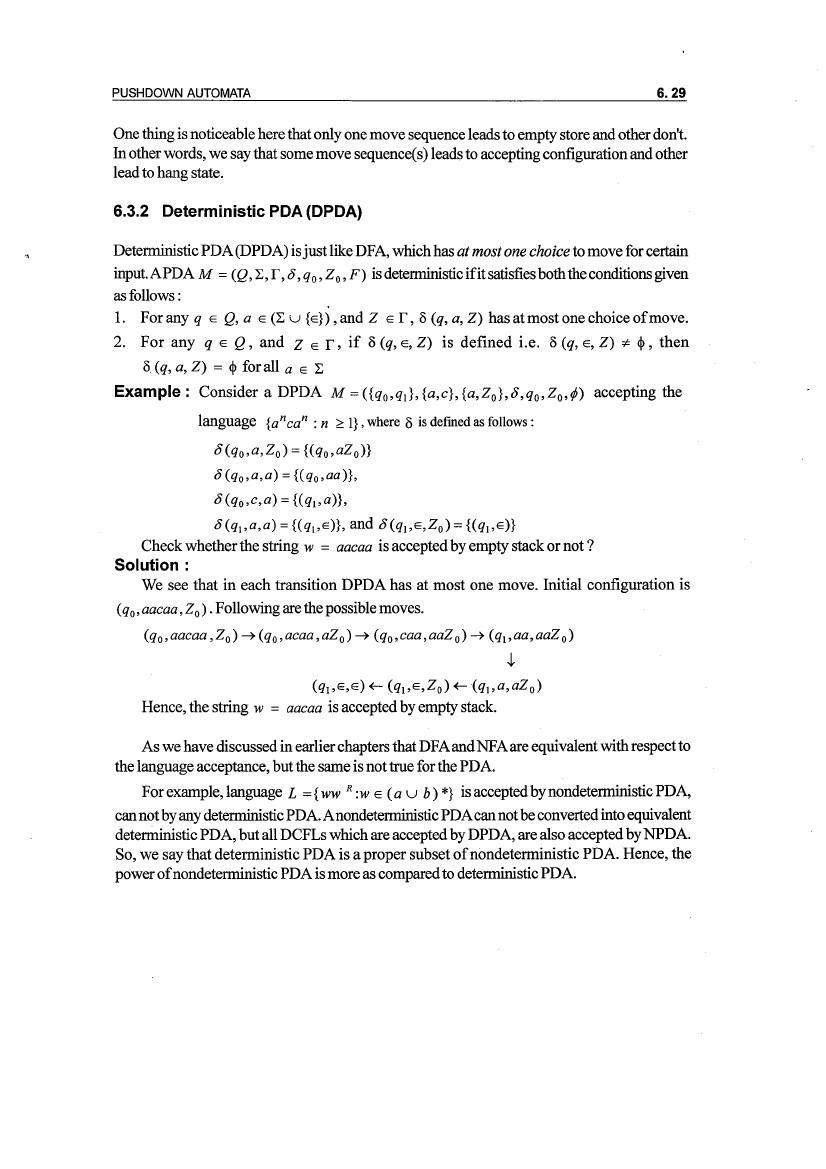 PUSHDOWN AUTOMATA 6. 29
One thing is noticeable here that only one move sequence leads to empty store and other don't.
In other words, we say that some move sequence(s) leads to accepting configuration and other
lead to hang state.
6.3.2 Deterministic PDA (DPDA)
Deterministic PDA (DPDA) is just like DFA, which has at most one choice to move for certain
input. A PDA M = (Q, Σ, Γ, δ, q₀, Z₀, F) is deterministic if it satisfies both the conditions given
as follows :
1. For any q ∈ Q, a ∈ (Σ ∪ {∈}), and Z ∈ Γ, δ (q, a, Z) has at most one choice of move.
2. For any q ∈ Q, and Z ∈ Γ, if δ (q, ∈, Z) is defined i.e. δ (q, ∈, Z) ≠ ϕ, then
δ (q, a, Z) = ϕ for all a ∈ Σ
Example : Consider a DPDA M = ({q₀,q₁},{a,c},{a,Z₀},δ,q₀,Z₀,ϕ) accepting the
language {aⁿcaⁿ : n ≥ 1}, where δ is defined as follows :
δ(q₀,a,Z₀) = {(q₀,aZ₀)}
δ(q₀,a,a) = {(q₀,aa)},
δ(q₀,c,a) = {(q₁,a)},
δ(q₁,a,a) = {(q₁,∈)}, and δ(q₁,∈,Z₀) = {(q₁,∈)}
Check whether the string w = aacaa is accepted by empty stack or not ?
Solution :
We see that in each transition DPDA has at most one move. Initial configuration is
(q₀, aacaa, Z₀). Following are the possible moves.
(q₀, aacaa, Z₀) → (q₀, acaa, aZ₀) → (q₀, caa, aaZ₀) → (q₁, aa, aaZ₀)
↓
(q₁,∈,∈) ← (q₁,∈,Z₀) ← (q₁,a,aZ₀)
Hence, the string w = aacaa is accepted by empty stack.
As we have discussed in earlier chapters that DFA and NFA are equivalent with respect to
the language acceptance, but the same is not true for the PDA.
For example, language L = {ww ᴿ : w ∈ (a ∪ b) *} is accepted by nondeterministic PDA,
can not by any deterministic PDA. A nondeterministic PDA can not be converted into equivalent
deterministic PDA, but all DCFLs which are accepted by DPDA, are also accepted by NPDA.
So, we say that deterministic PDA is a proper subset of nondeterministic PDA. Hence, the
power of nondeterministic PDA is more as compared to deterministic PDA.